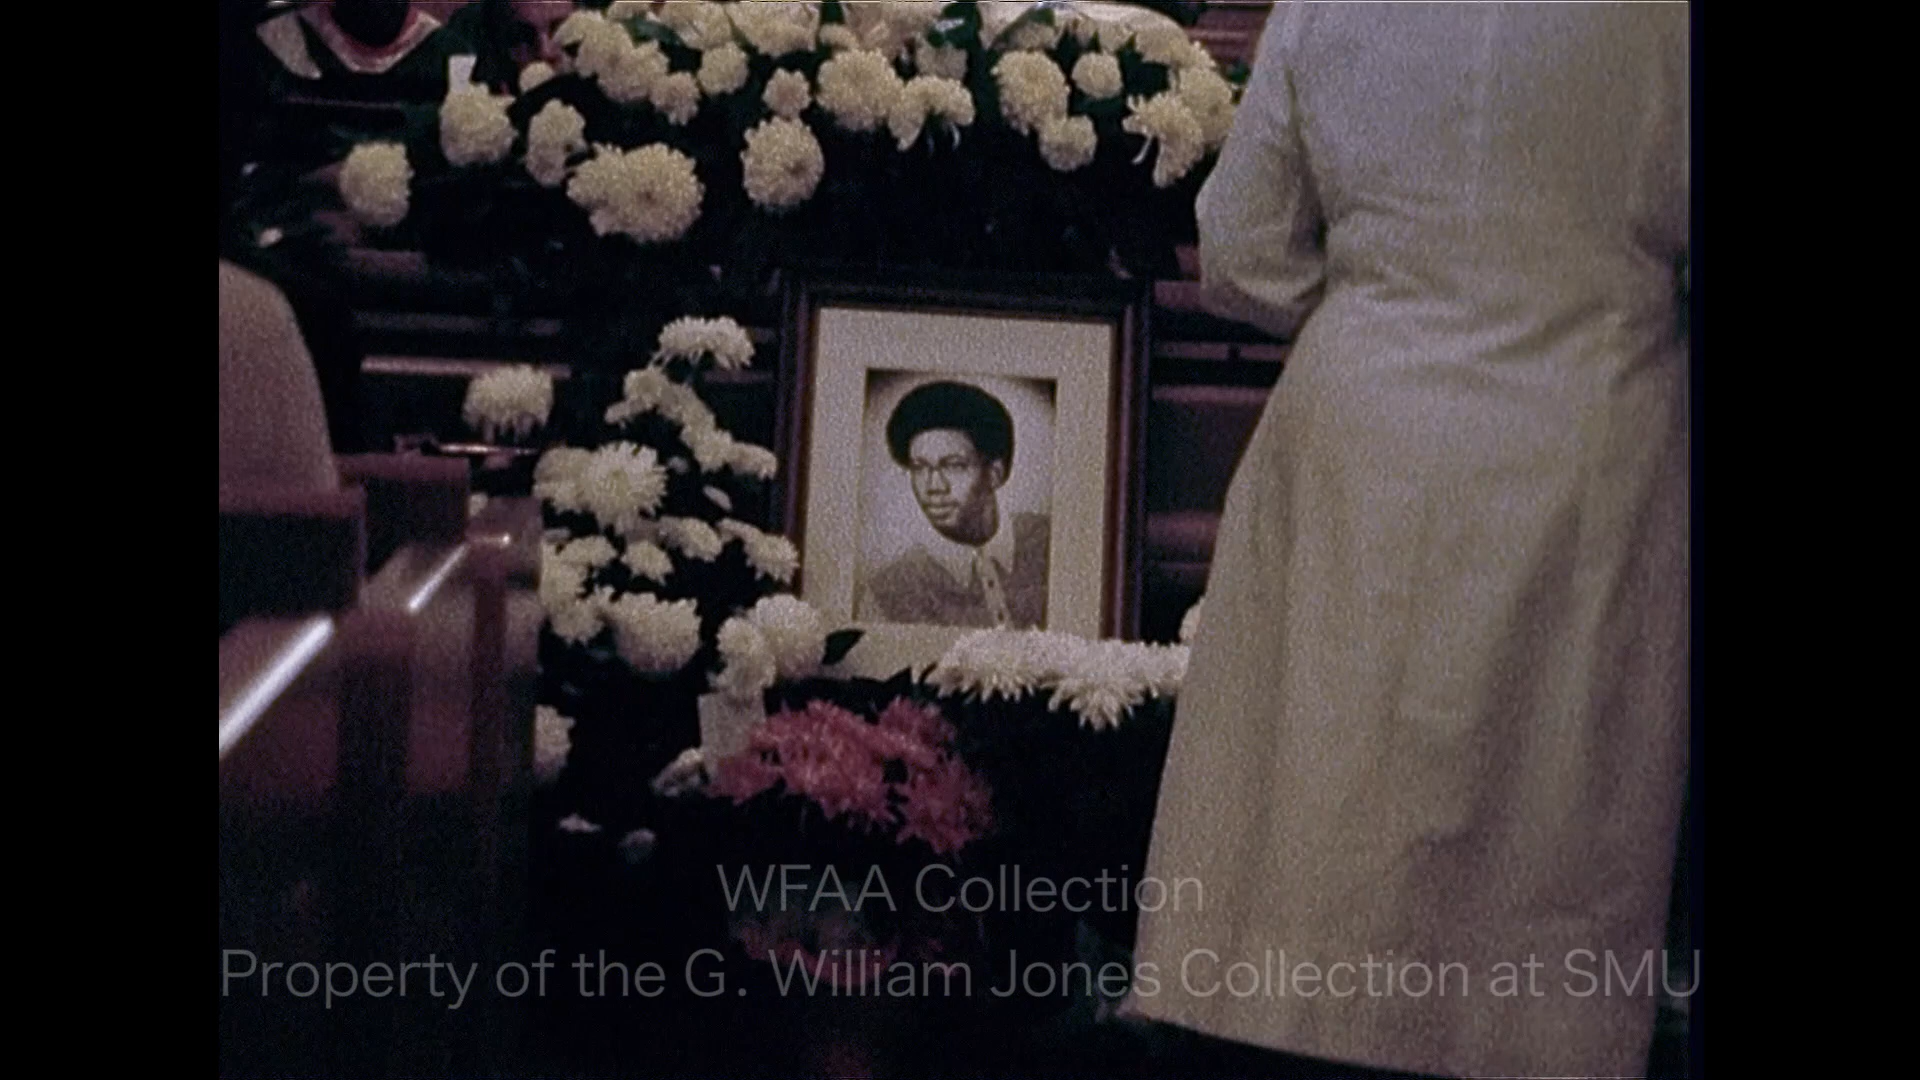 WFAA Collection
Property of the G. William Jones Collection at SMU